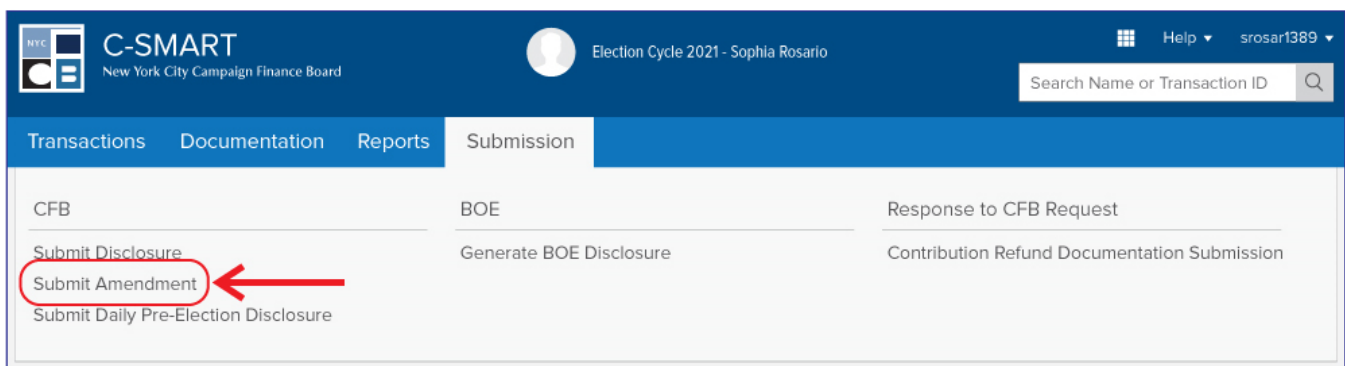 NYC
CB
C-SMART
New York City Campaign Finance Board
Election Cycle 2021 - Sophia Rosario
Help
srosar1389
Search Name or Transaction ID
Transactions
Documentation
Reports
Submission
CFB
Submit Disclosure
Submit Amendment
Submit Daily Pre-Election Disclosure
BOE
Generate BOE Disclosure
Response to CFB Request
Contribution Refund Documentation Submission